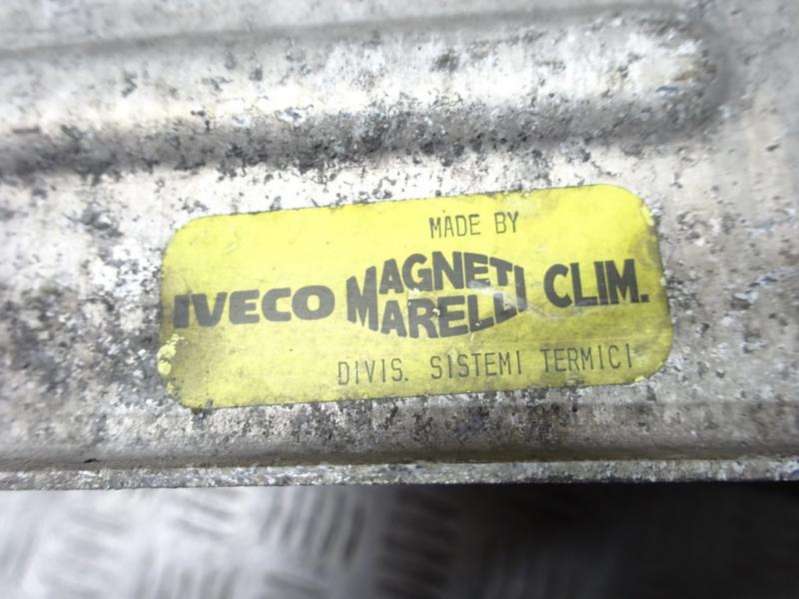 MADE BY
IVECO MAGNETI MARELLI CLIM.
DIVIS. SISTEMI TERMICI